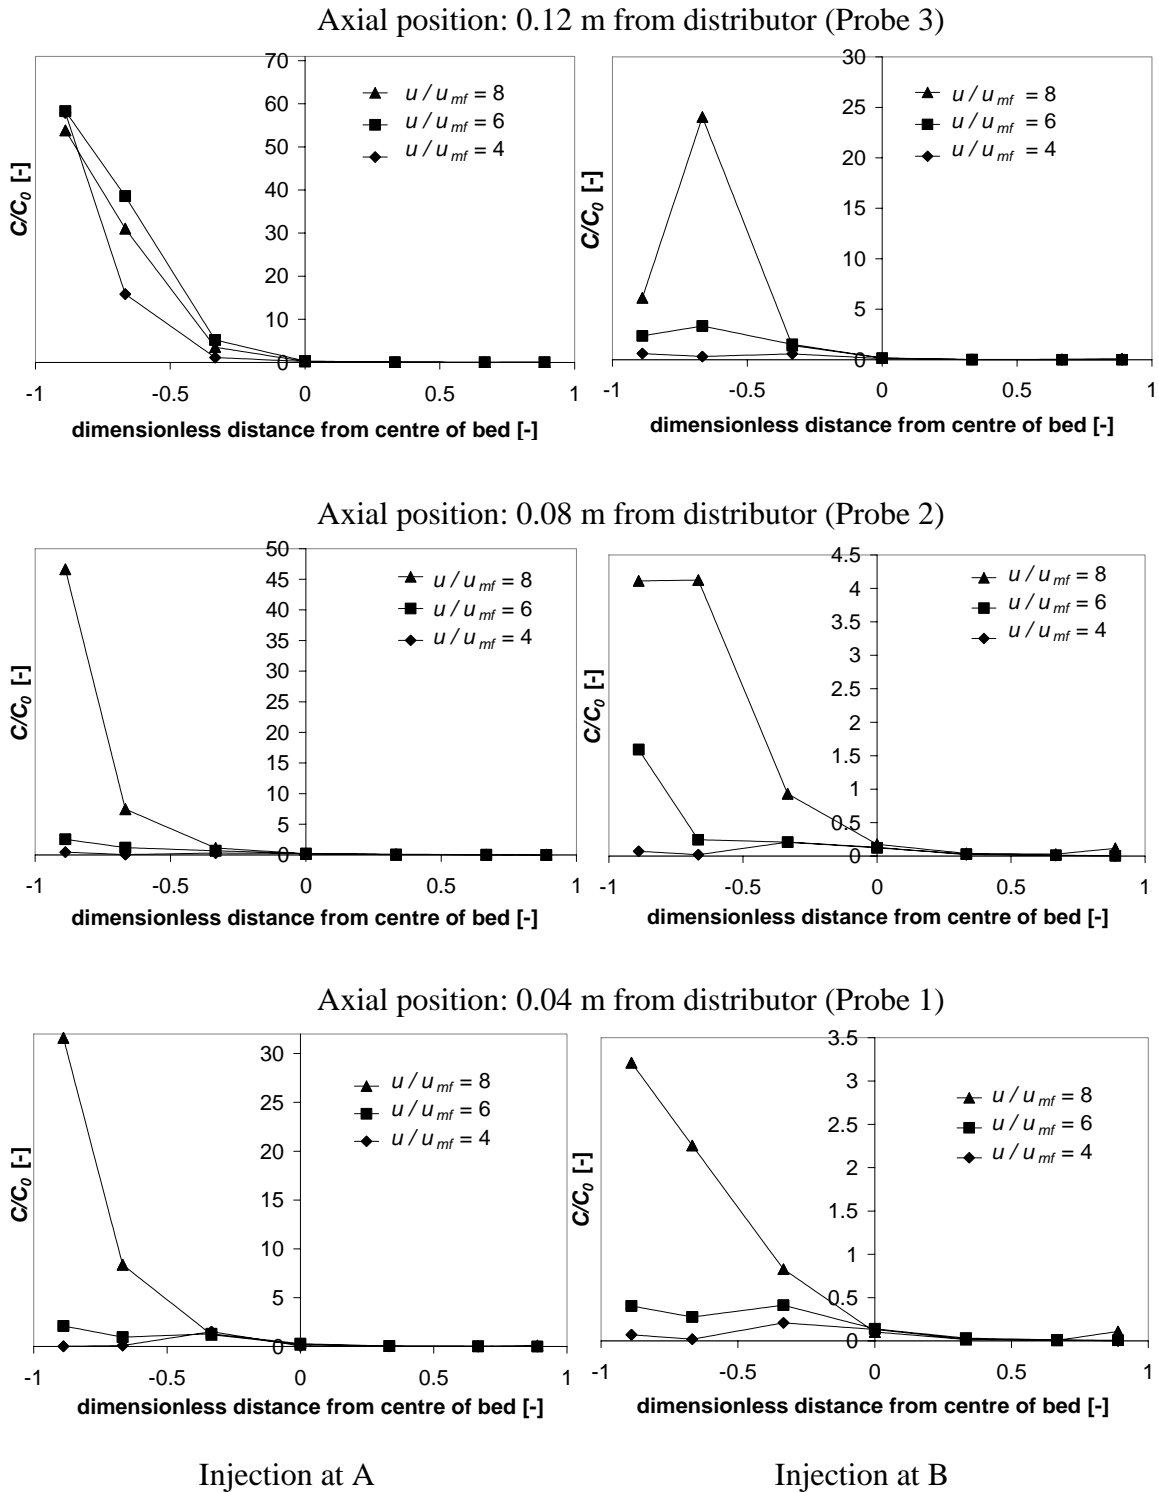 Axial position: 0.12 m from distributor (Probe 3)
70
60
50
40
30
20
10
0
-1 -0.5 0 0.5 1
C/C0 [-]
u / umf = 8
u / umf = 6
u / umf = 4
dimensionless distance from centre of bed [-]
30
25
20
15
10
5
0
-1 -0.5 0 0.5 1
C/C0 [-]
u / umf = 8
u / umf = 6
u / umf = 4
dimensionless distance from centre of bed [-]
Axial position: 0.08 m from distributor (Probe 2)
50
45
40
35
30
25
20
15
10
5
0
-1 -0.5 0 0.5 1
C/C0 [-]
u / umf = 8
u / umf = 6
u / umf = 4
dimensionless distance from centre of bed [-]
4.5
4
3.5
3
2.5
2
1.5
1
0.5
0
-1 -0.5 0 0.5 1
C/C0 [-]
u / umf = 8
u / umf = 6
u / umf = 4
dimensionless distance from centre of bed [-]
Axial position: 0.04 m from distributor (Probe 1)
30
25
20
15
10
5
0
-1 -0.5 0 0.5 1
C/C0 [-]
u / umf = 8
u / umf = 6
u / umf = 4
dimensionless distance from centre of bed [-]
3.5
3
2.5
2
1.5
1
0.5
0
-1 -0.5 0 0.5 1
C/C0 [-]
u / umf = 8
u / umf = 6
u / umf = 4
dimensionless distance from centre of bed [-]
Injection at A
Injection at B